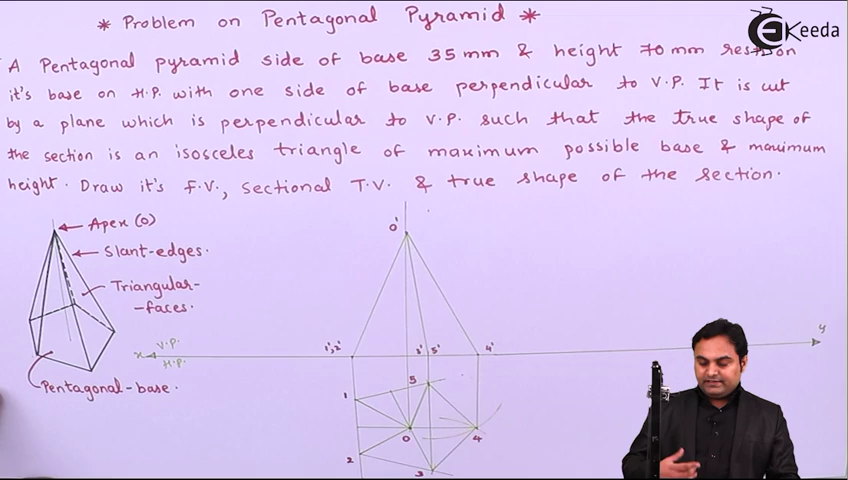 * Problem on Pentagonal Pyramid *
Keeda
A Pentagonal pyramid side of base 35 mm & height 70 mm rests on
it's base on H.P. with one side of base perpendicular to V.P. It is cut
by a plane which is perpendicular to V.P. such that the true shape of
the section is an isosceles triangle of maximum possible base & maximum
height. Draw it's F.V., sectional T.V. & true shape of the section.
Apex (O)
Slant-edges.
Triangular-
-faces.
Pentagonal-base.
O'
x V.P.
H.P.
1',2' 3' 5' 4' y
1 5
O 4
2 3